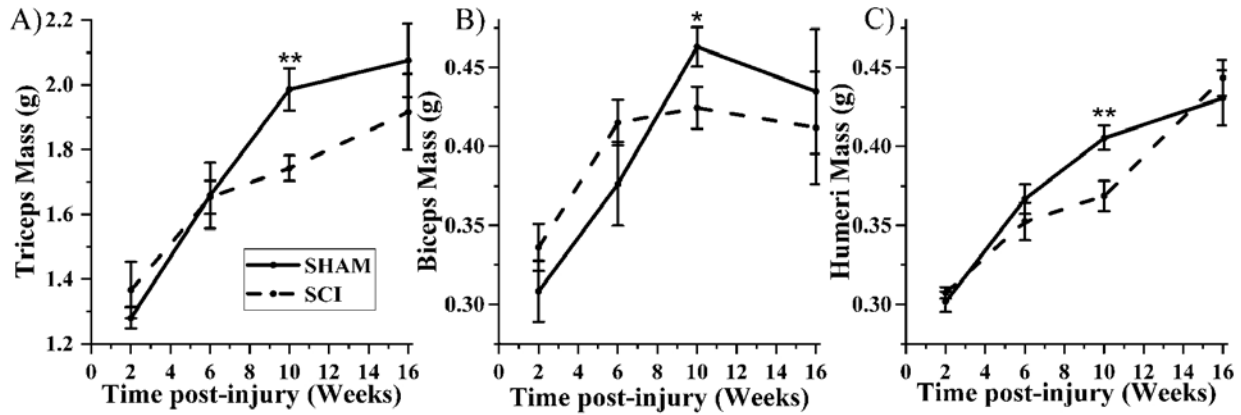 A)
2.2
2.0
1.8
1.6
1.4
1.2
**
Triceps Mass (g)
SHAM
SCI
0 2 4 6 8 10 12 14 16
Time post-injury (Weeks)
B)
*
0.45
0.40
0.35
0.30
Biceps Mass (g)
0 2 4 6 8 10 12 14 16
Time post-injury (Weeks)
C)
0.45
0.40
0.35
0.30
**
Humeri Mass (g)
0 2 4 6 8 10 12 14 16
Time post-injury (Weeks)